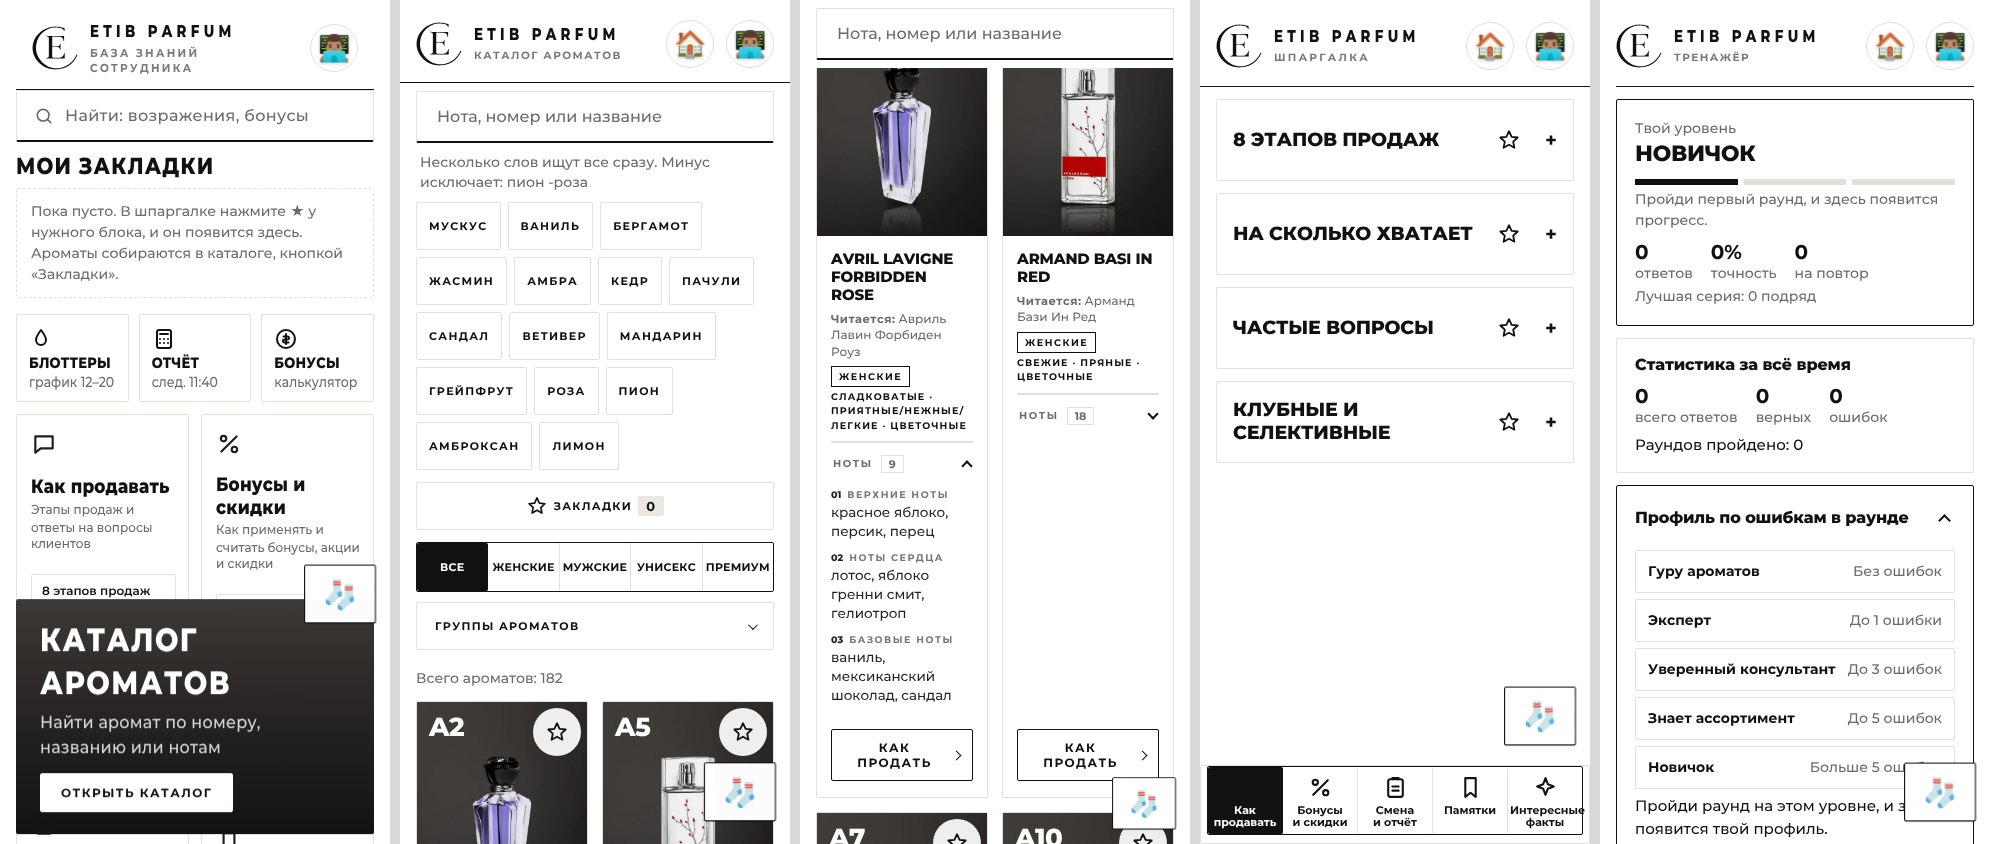 ETIB PARFUM
БАЗА ЗНАНИЙ
СОТРУДНИКА
Найти: возражения, бонусы
МОИ ЗАКЛАДКИ
Пока пусто. В шпаргалке нажмите ★ у
нужного блока, и он появится здесь.
Ароматы собираются в каталоге, кнопкой
«Закладки».
БЛОТТЕРЫ
график 12–20
ОТЧЁТ
след. 11:40
БОНУСЫ
калькулятор
Как продавать
Этапы продаж и
ответы на вопросы
клиентов
8 этапов продаж
Бонусы и
скидки
Как применять и
считать бонусы, акции
и скидки
КАТАЛОГ
АРОМАТОВ
Найти аромат по номеру,
названию или нотам
ОТКРЫТЬ КАТАЛОГ
ETIB PARFUM
КАТАЛОГ АРОМАТОВ
Нота, номер или название
Несколько слов ищут все сразу. Минус
исключает: пион -роза
МУСКУС ВАНИЛЬ БЕРГАМОТ
ЖАСМИН АМБРА КЕДР ПАЧУЛИ
САНДАЛ ВЕТИВЕР МАНДАРИН
ГРЕЙПФРУТ РОЗА ПИОН
АМБРОКСАН ЛИМОН
ЗАКЛАДКИ 0
ВСЕ ЖЕНСКИЕ МУЖСКИЕ УНИСЕКС ПРЕМИУМ
ГРУППЫ АРОМАТОВ
Всего ароматов: 182
A2 A5
Нота, номер или название
AVRIL LAVIGNE
FORBIDDEN
ROSE
Читается: Авриль
Лавин Форбиден
Роуз
ЖЕНСКИЕ
СЛАДКОВАТЫЕ ·
ПРИЯТНЫЕ/НЕЖНЫЕ/
ЛЕГКИЕ · ЦВЕТОЧНЫЕ
НОТЫ 9
01 ВЕРХНИЕ НОТЫ
красное яблоко,
персик, перец
02 НОТЫ СЕРДЦА
лотос, яблоко
гренни смит,
гелиотроп
03 БАЗОВЫЕ НОТЫ
ваниль,
мексиканский
шоколад, сандал
КАК
ПРОДАТЬ
ARMAND BASI IN
RED
Читается: Арманд
Бази Ин Ред
ЖЕНСКИЕ
СВЕЖИЕ · ПРЯНЫЕ ·
ЦВЕТОЧНЫЕ
НОТЫ 18
КАК
ПРОДАТЬ
A7 A10
ETIB PARFUM
ШПАРГАЛКА
8 ЭТАПОВ ПРОДАЖ
НА СКОЛЬКО ХВАТАЕТ
ЧАСТЫЕ ВОПРОСЫ
КЛУБНЫЕ И
СЕЛЕКТИВНЫЕ
Как
продавать
Бонусы
и скидки
Смена
и отчёт
Памятки
Интересные
факты
ETIB PARFUM
ТРЕНАЖЁР
Твой уровень
НОВИЧОК
Пройди первый раунд, и здесь появится
прогресс.
0 0% 0
ответов точность на повтор
Лучшая серия: 0 подряд
Статистика за всё время
0 0 0
всего ответов верных ошибок
Раундов пройдено: 0
Профиль по ошибкам в раунде
Гуру ароматов Без ошибок
Эксперт До 1 ошибки
Уверенный консультант До 3 ошибок
Знает ассортимент До 5 ошибок
Новичок Больше 5
Пройди раунд на этом уровне, и
появится твой профиль.